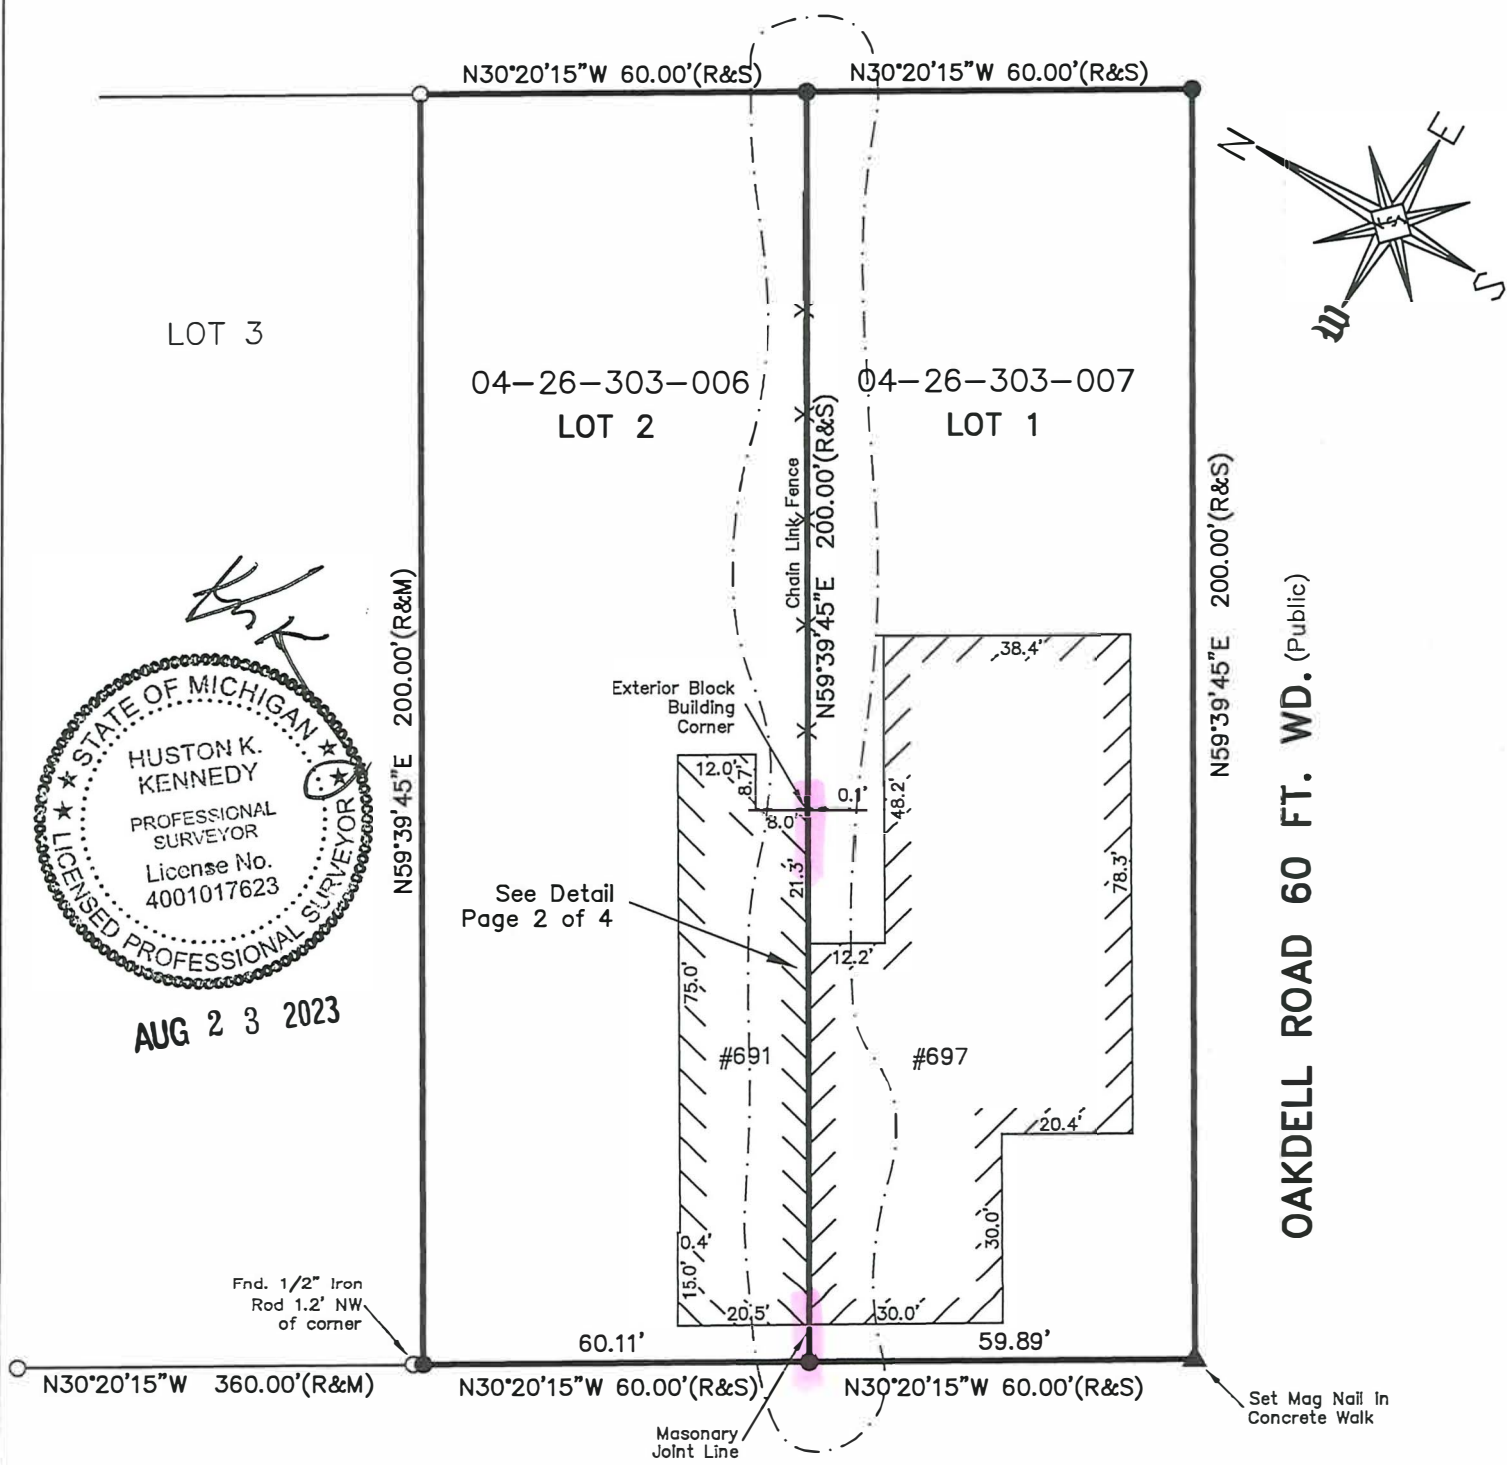 N30°20'15"W 60.00'(R&S)
N30°20'15"W 60.00'(R&S)
N
E
S
W
LOT 3
04-26-303-006
LOT 2
04-26-303-007
LOT 1
Chain Link Fence
N59°39'45"E 200.00'(R&S)
N59°39'45"E 200.00'(R&S)
N59°39'45"E 200.00'(R&M)
OAKDELL ROAD 60 FT. WD. (Public)
STATE OF MICHIGAN
HUSTON K.
KENNEDY
PROFESSIONAL
SURVEYOR
License No.
4001017623
LICENSED PROFESSIONAL SURVEYOR
AUG 23 2023
Exterior Block
Building
Corner
38.4'
12.0'
8.7'
8.0'
0.1'
48.2'
21.3'
78.3'
See Detail
Page 2 of 4
12.2'
75.0'
#691
#697
20.4'
30.0'
0.4'
15.0'
20.5'
30.0'
Fnd. 1/2" Iron
Rod 1.2' NW
of corner
60.11'
59.89'
N30°20'15"W 360.00'(R&M)
N30°20'15"W 60.00'(R&S)
N30°20'15"W 60.00'(R&S)
Set Mag Nail in
Concrete Walk
Masonary
Joint Line